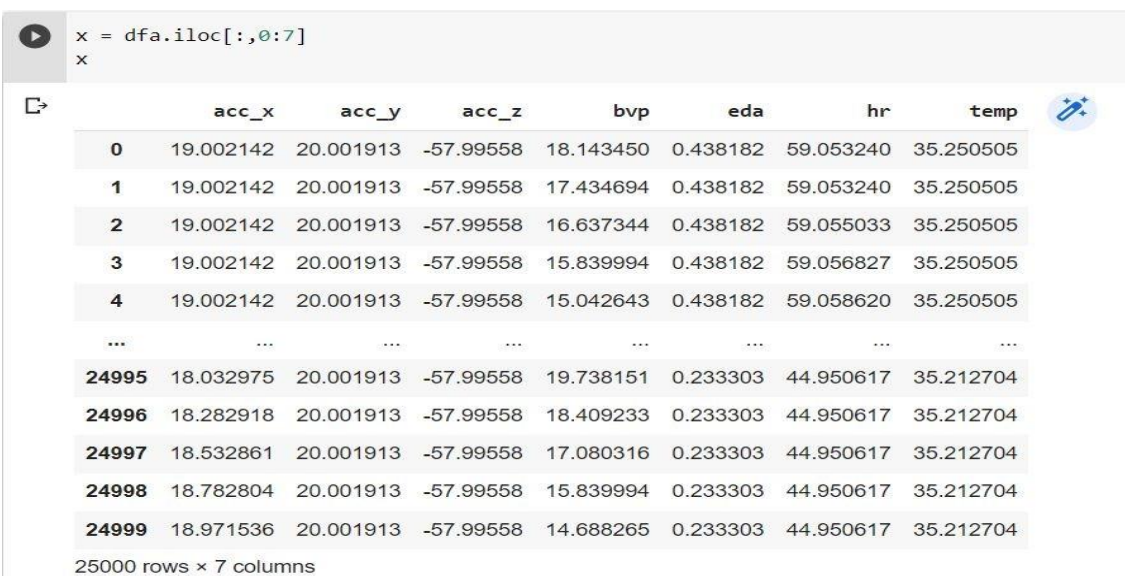 x = dfa.iloc[:,0:7]
x
acc_x acc_y acc_z bvp eda hr temp
0 19.002142 20.001913 -57.99558 18.143450 0.438182 59.053240 35.250505
1 19.002142 20.001913 -57.99558 17.434694 0.438182 59.053240 35.250505
2 19.002142 20.001913 -57.99558 16.637344 0.438182 59.055033 35.250505
3 19.002142 20.001913 -57.99558 15.839994 0.438182 59.056827 35.250505
4 19.002142 20.001913 -57.99558 15.042643 0.438182 59.058620 35.250505
... ... ... ... ... ... ... ...
24995 18.032975 20.001913 -57.99558 19.738151 0.233303 44.950617 35.212704
24996 18.282918 20.001913 -57.99558 18.409233 0.233303 44.950617 35.212704
24997 18.532861 20.001913 -57.99558 17.080316 0.233303 44.950617 35.212704
24998 18.782804 20.001913 -57.99558 15.839994 0.233303 44.950617 35.212704
24999 18.971536 20.001913 -57.99558 14.688265 0.233303 44.950617 35.212704
25000 rows × 7 columns